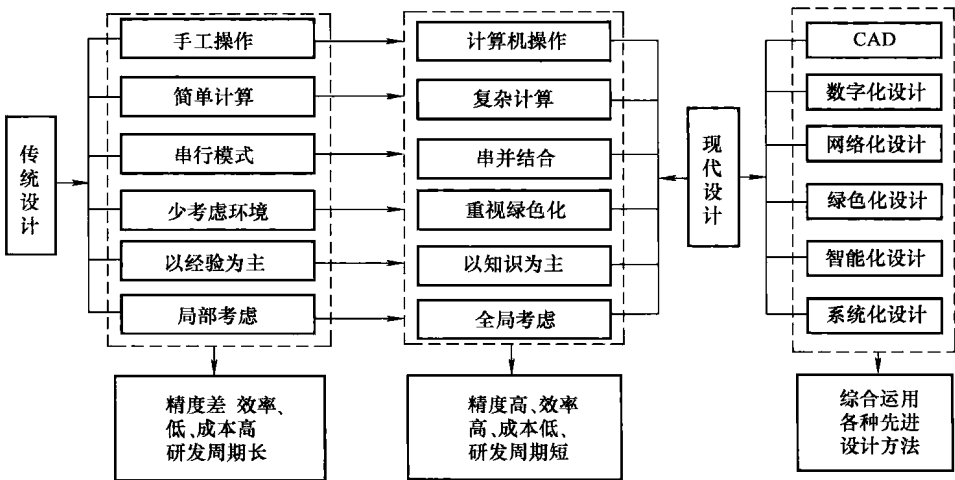 传统设计
手工操作
简单计算
串行模式
少考虑环境
以经验为主
局部考虑
精度差 效率、
低、成本高
研发周期长
计算机操作
复杂计算
串并结合
重视绿色化
以知识为主
全局考虑
精度高、效率
高、成本低、
研发周期短
现代设计
CAD
数字化设计
网络化设计
绿色化设计
智能化设计
系统化设计
综合运用
各种先进
设计方法